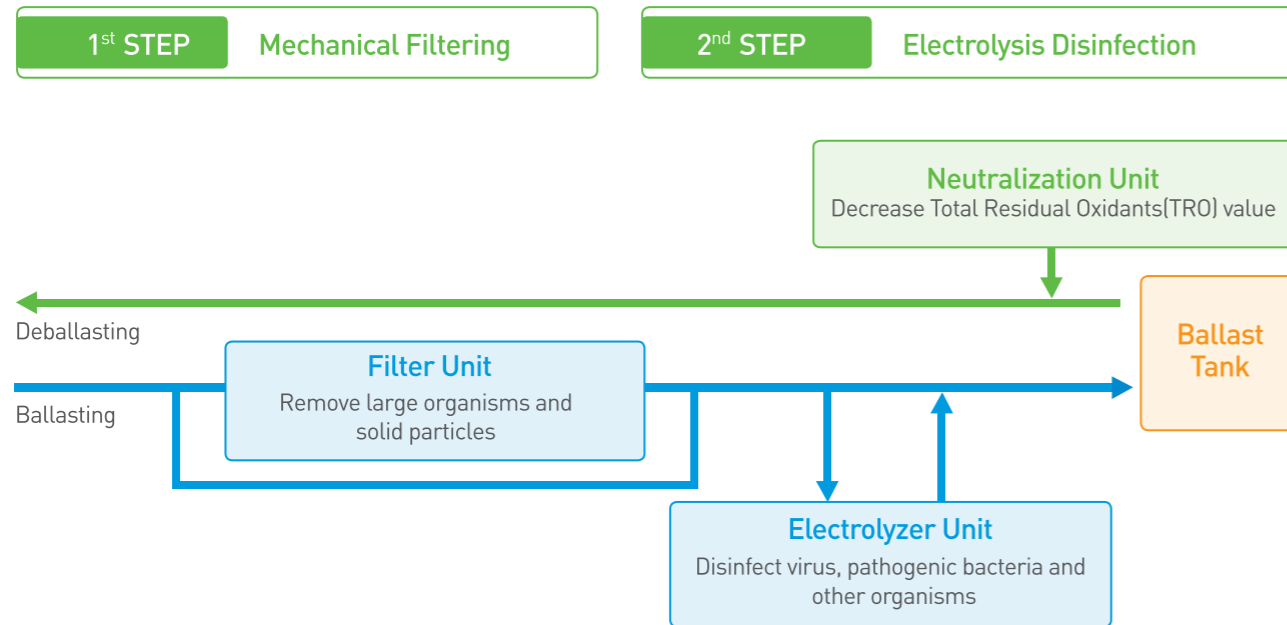 1st STEP Mechanical Filtering
2nd STEP Electrolysis Disinfection
Neutralization Unit
Decrease Total Residual Oxidants(TRO) value
Deballasting
Ballast
Tank
Filter Unit
Remove large organisms and
solid particles
Ballasting
Electrolyzer Unit
Disinfect virus, pathogenic bacteria and
other organisms